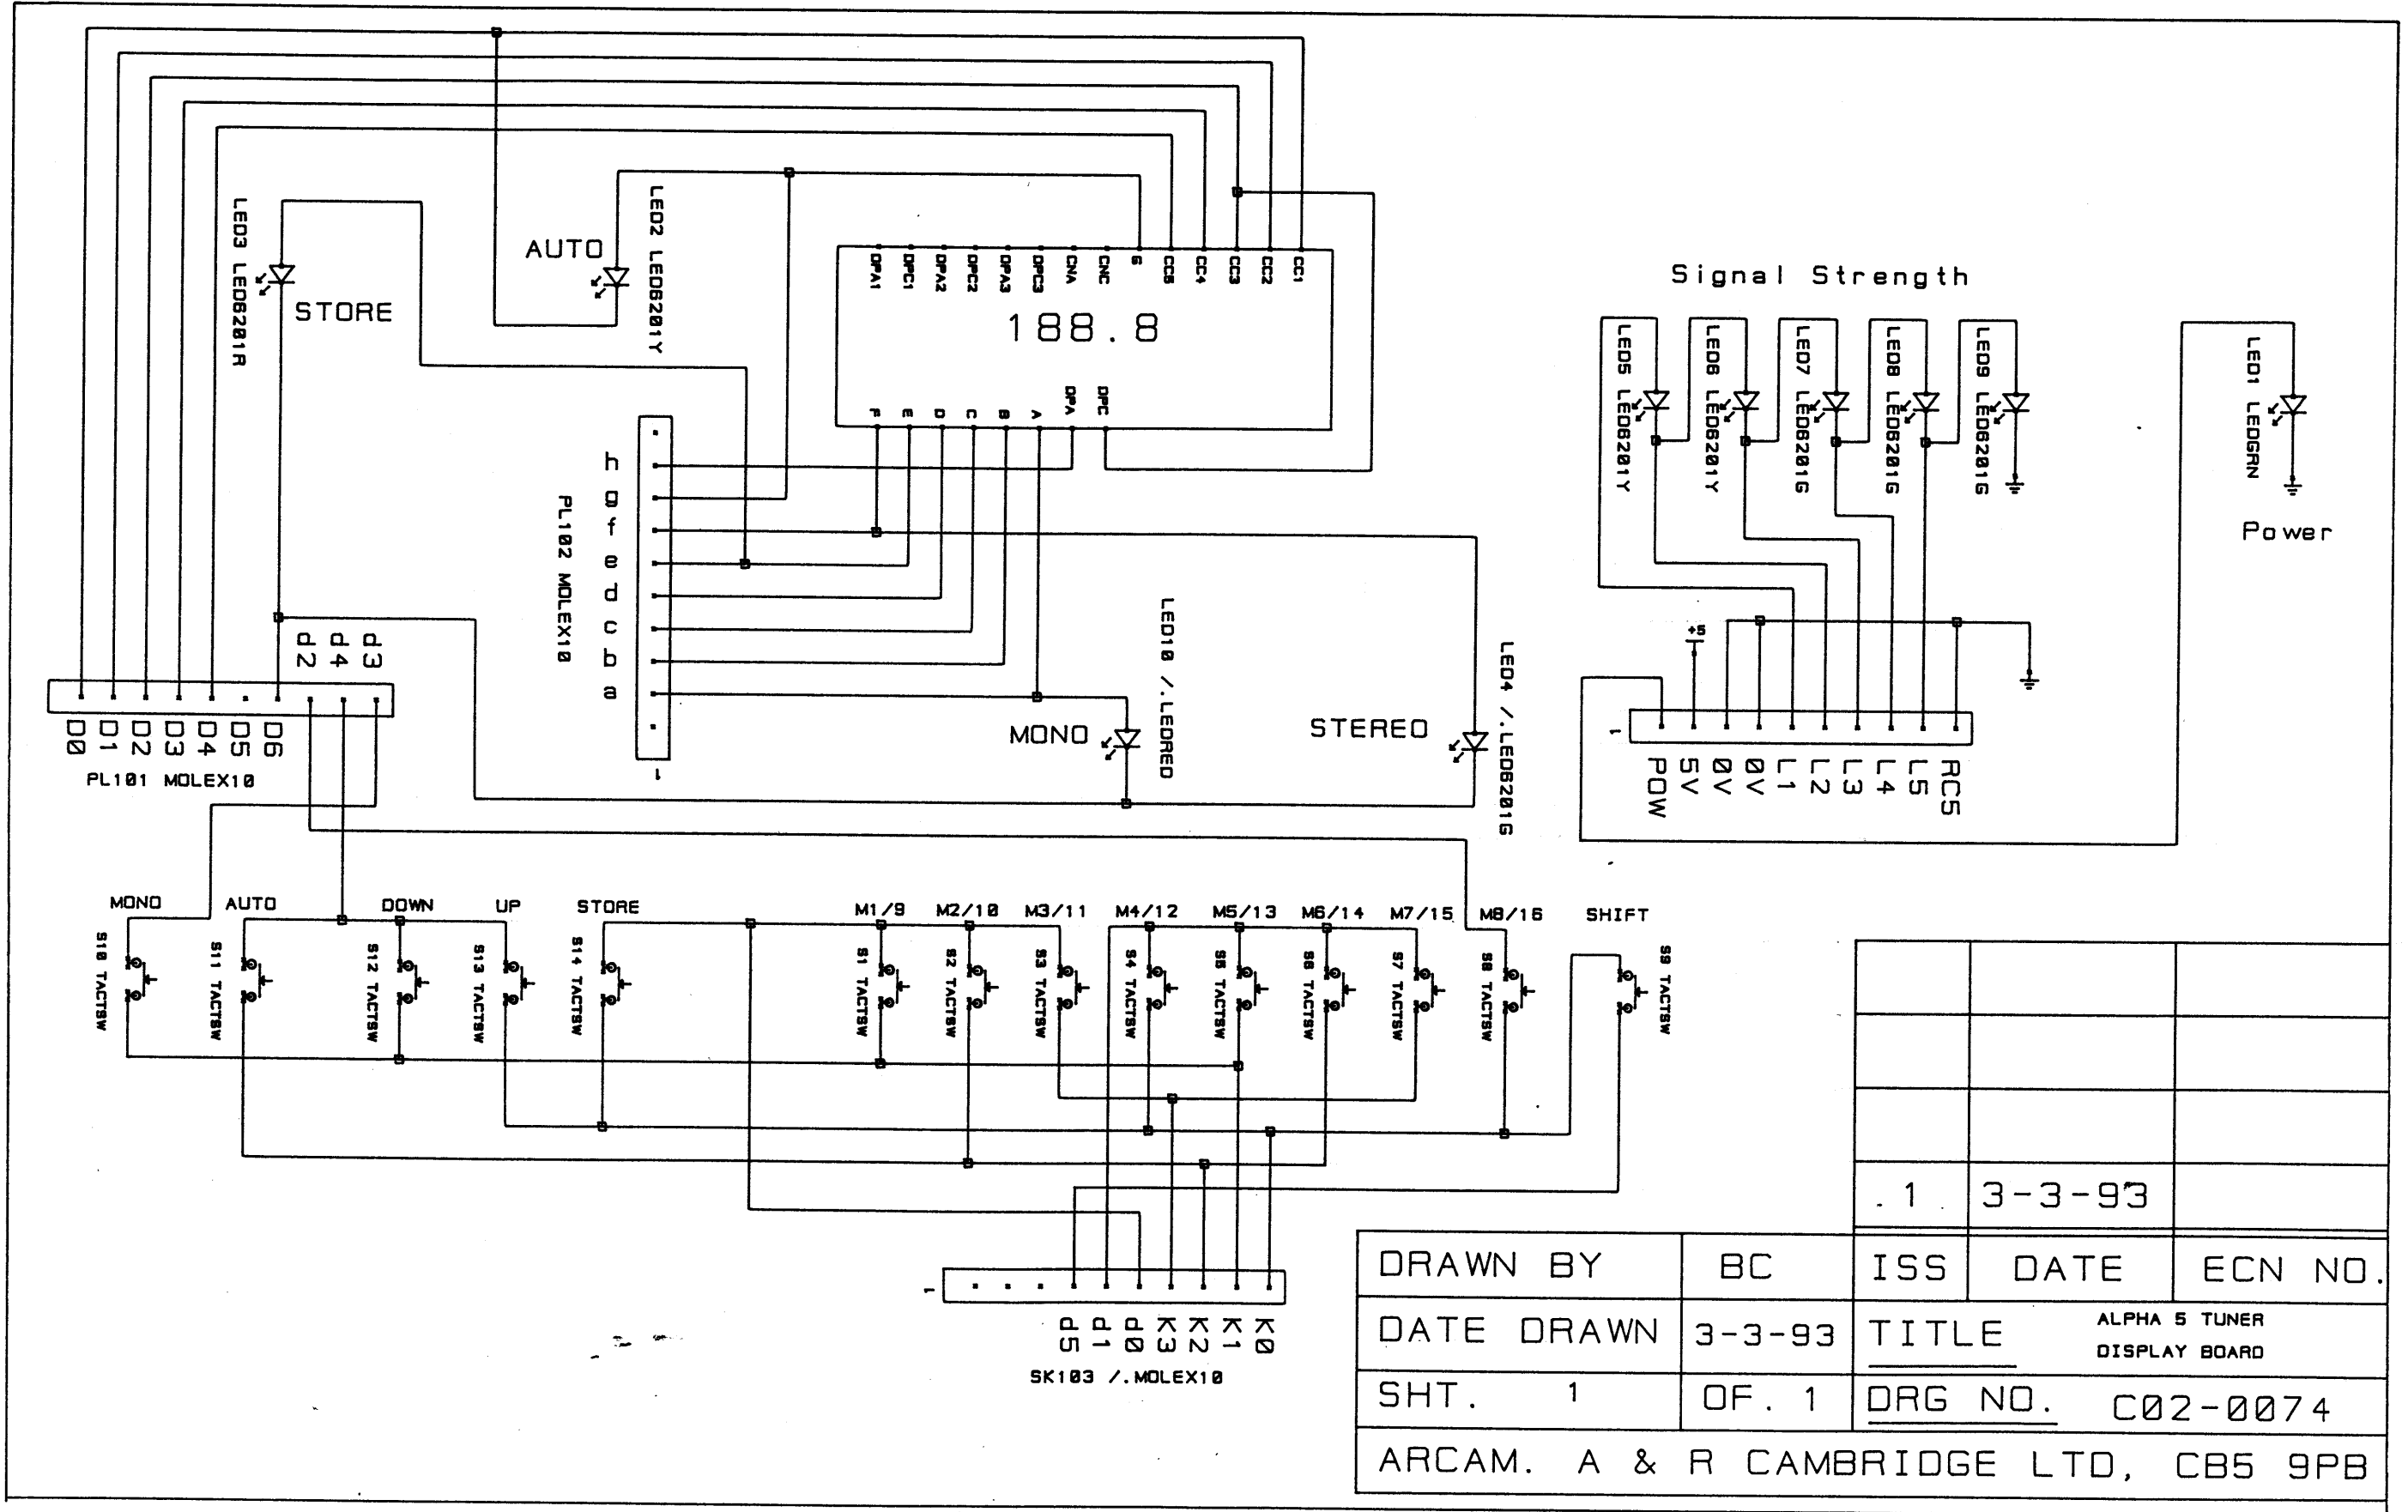 LED3 LED6201R
STORE
AUTO
LED2 LED6201Y
DPA1
DPC1
DPA2
DPC2
DPA3
DPC3
CNA
CNC
G
CC5
CC4
CC3
CC2
CC1
188.8
F
E
D
C
B
A
DPA
DPC
h
g
f
e
d
c
b
a
PL102 MOLEX10
1
Signal Strength
LED5 LED6201Y
LED6 LED6201Y
LED7 LED6201G
LED8 LED6201G
LED9 LED6201G
LED1 LEDGRN
Power
d2
d4
d3
D0
D1
D2
D3
D4
D5
D6
PL101 MOLEX10
MONO
LED10 /.LEDRED
STEREO
LED4 /.LED6201G
+5
1
POW
5V
0V
0V
L1
L2
L3
L4
L5
RC5
MONO
AUTO
DOWN
UP
STORE
M1/9
M2/10
M3/11
M4/12
M5/13
M6/14
M7/15
M8/16
SHIFT
S10 TACTSW
S11 TACTSW
S12 TACTSW
S13 TACTSW
S14 TACTSW
S1 TACTSW
S2 TACTSW
S3 TACTSW
S4 TACTSW
S5 TACTSW
S6 TACTSW
S7 TACTSW
S8 TACTSW
S9 TACTSW
1
d5
d1
d0
K3
K2
K1
K0
SK103 /.MOLEX10
1 3-3-93
DRAWN BY BC ISS DATE ECN NO.
DATE DRAWN 3-3-93 TITLE ALPHA 5 TUNER
DISPLAY BOARD
SHT. 1 OF. 1 DRG NO. C02-0074
ARCAM. A & R CAMBRIDGE LTD, CB5 9PB